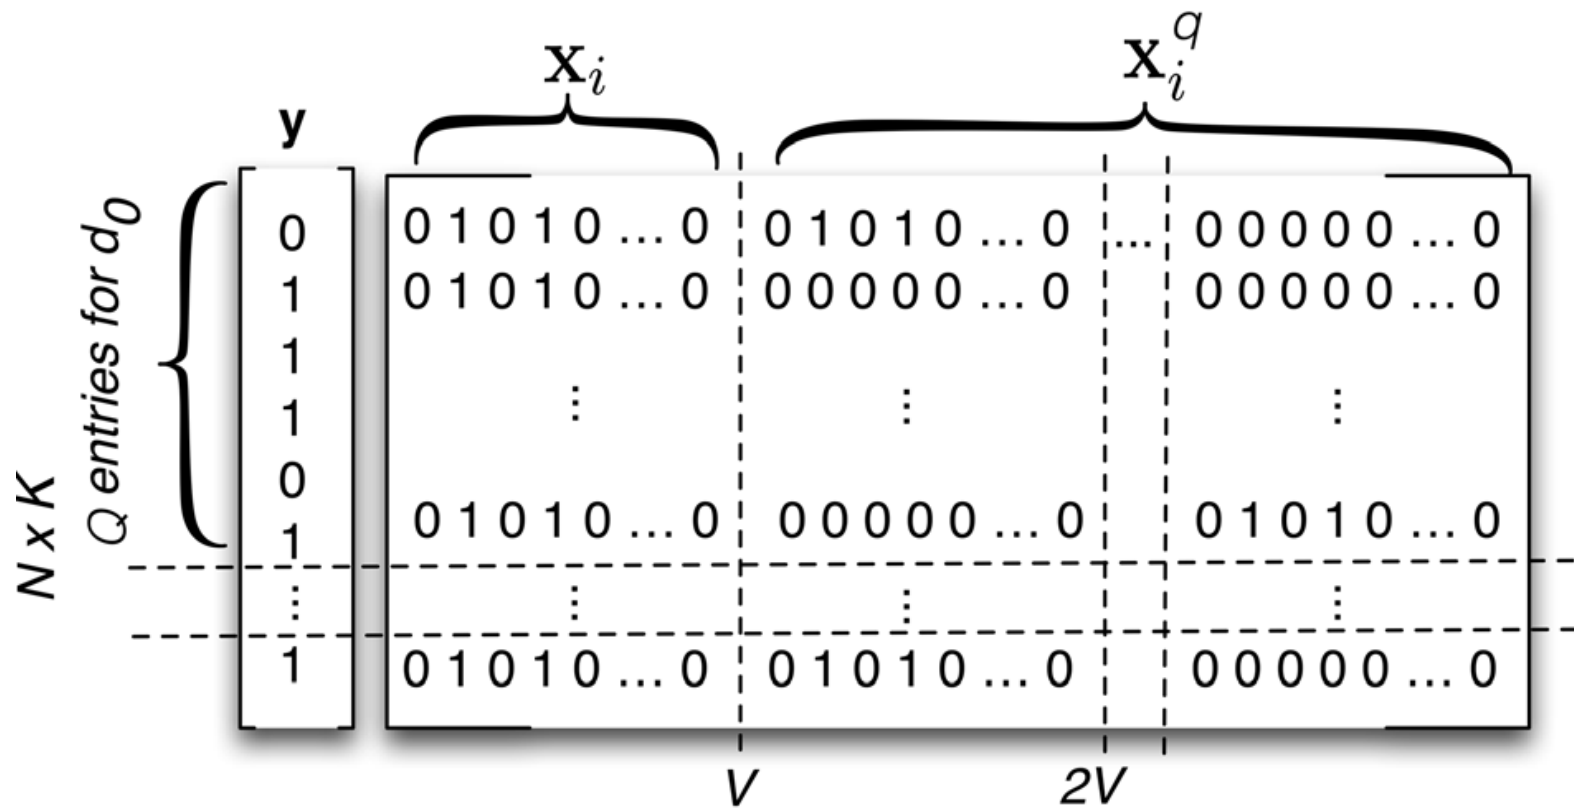 x_i x_i^q
y
0 0 1 0 1 0 ... 0 0 1 0 1 0 ... 0 ... 0 0 0 0 0 ... 0
1 0 1 0 1 0 ... 0 0 0 0 0 0 ... 0 0 0 0 0 0 ... 0
1
⋮ ⋮ ⋮
1
0
1 0 1 0 1 0 ... 0 0 0 0 0 0 ... 0 0 1 0 1 0 ... 0
⋮ ⋮ ⋮ ⋮
1 0 1 0 1 0 ... 0 0 1 0 1 0 ... 0 0 0 0 0 0 ... 0
V 2V
Q entries for d_0
N x K